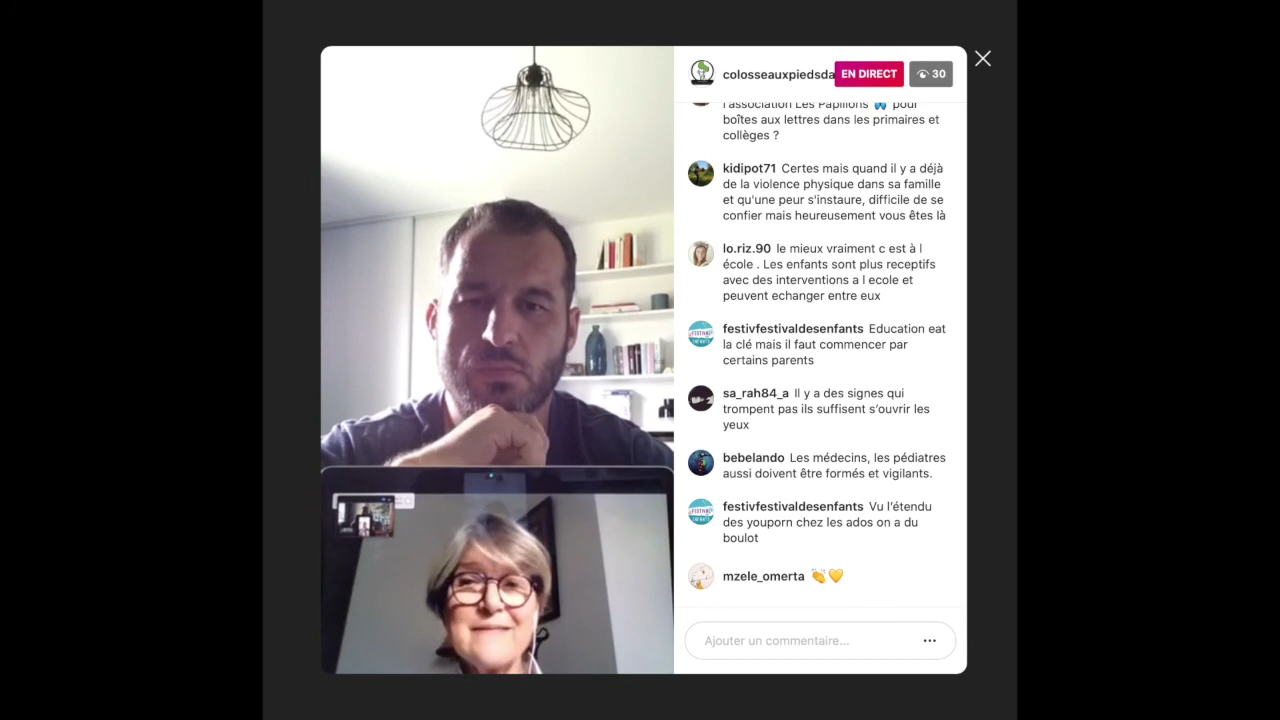 colosseauxpiedsda
EN DIRECT
30
l'association Les Papillons 🦋 pour
boîtes aux lettres dans les primaires et
collèges ?
kidipot71 Certes mais quand il y a déjà
de la violence physique dans sa famille
et qu'une peur s'instaure, difficile de se
confier mais heureusement vous êtes là
lo.riz.90 le mieux vraiment c est à l
école . Les enfants sont plus receptifs
avec des interventions a l ecole et
peuvent echanger entre eux
festivfestivaldesenfants Education eat
la clé mais il faut commencer par
certains parents
sa_rah84_a Il y a des signes qui
trompent pas ils suffisent s'ouvrir les
yeux
bebelando Les médecins, les pédiatres
aussi doivent être formés et vigilants.
festivfestivaldesenfants Vu l'étendu
des youporn chez les ados on a du
boulot
mzele_omerta 👏💛
Ajouter un commentaire...